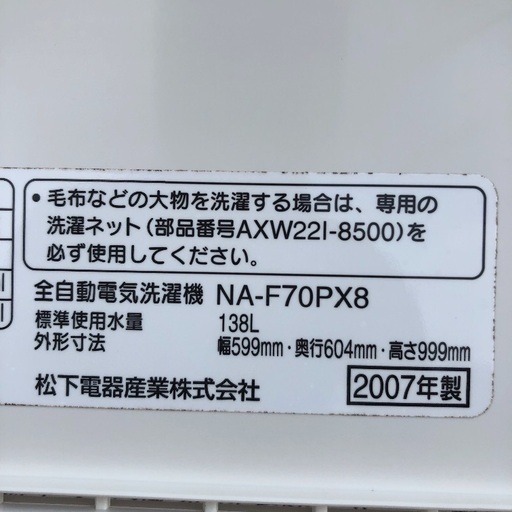 • 毛布などの大物を洗濯する場合は、専用の
洗濯ネット(部品番号AXW22I-8500)を
必ず使用してください。
全自動電気洗濯機 NA-F70PX8
標準使用水量 138L
外形寸法 幅599mm・奥行604mm・高さ999mm
松下電器産業株式会社 2007年製